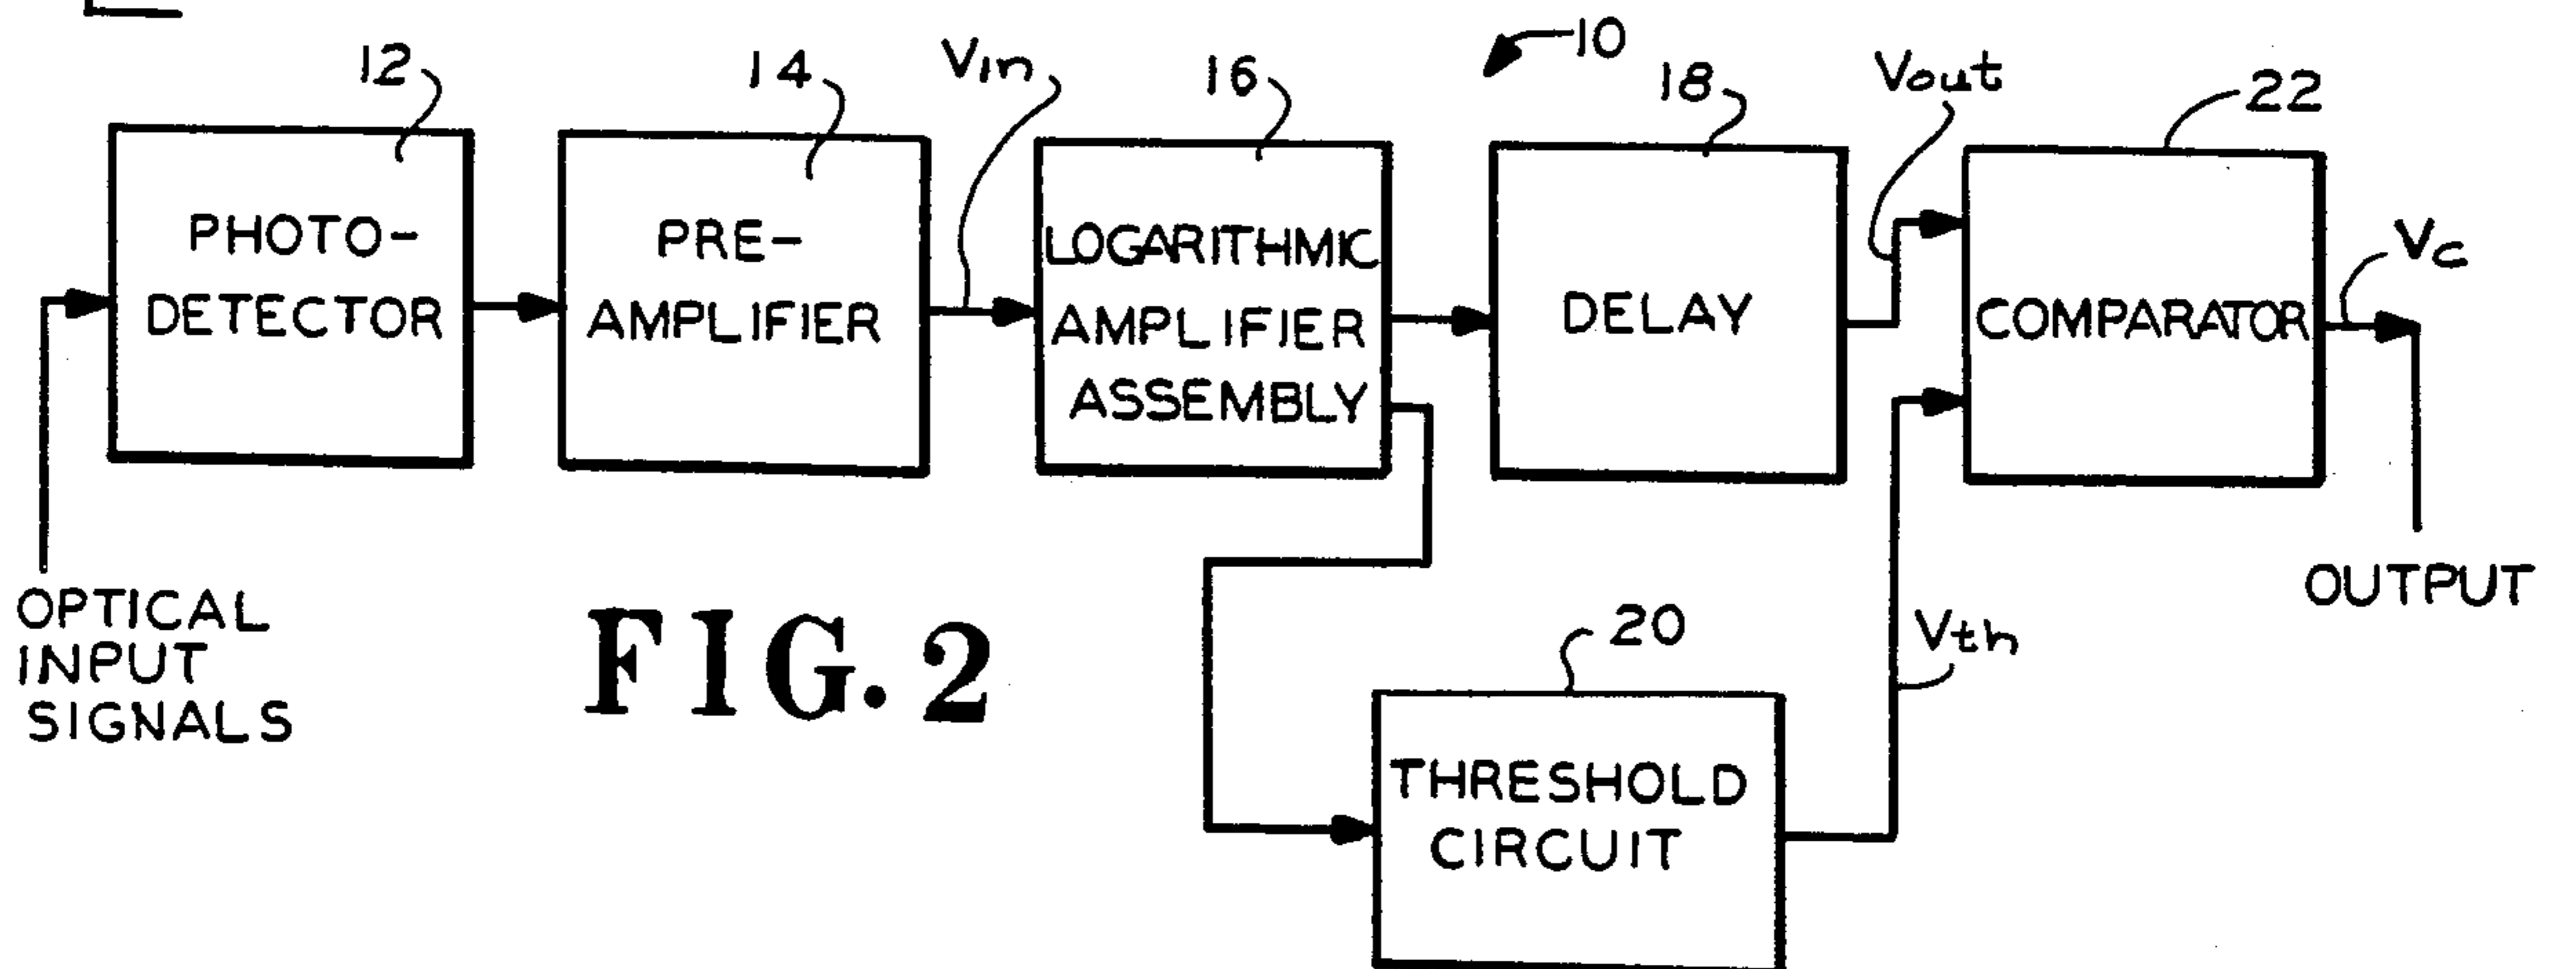 10
12
14
Vin
16
18
Vout
22
PHOTO-
DETECTOR
PRE-
AMPLIFIER
LOGARITHMIC
AMPLIFIER
ASSEMBLY
DELAY
COMPARATOR
Vc
OPTICAL
INPUT
SIGNALS
FIG. 2
20
Vth
OUTPUT
THRESHOLD
CIRCUIT